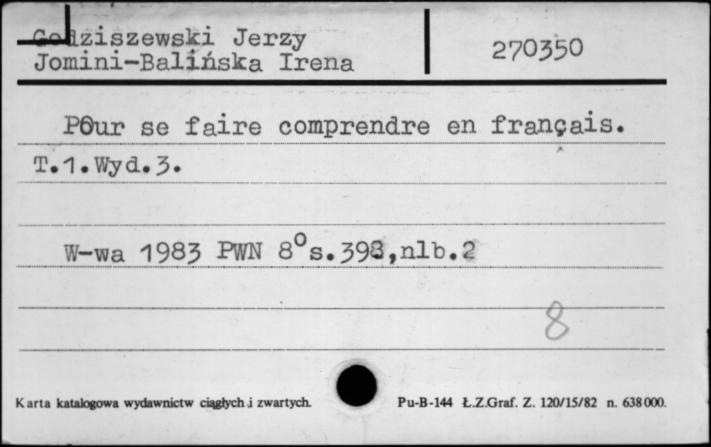 Godziszewski Jerzy
Jomini-Balińska Irena
270350
Pour se faire comprendre en français.
T.1.Wyd.3.
W-wa 1983 PWN 8° s.398,nlb.2
8
Karta katalogowa wydawnictw ciągłych i zwartych.
Pu-B-144 Ł.Z.Graf. Z. 120/15/82 n. 638000.